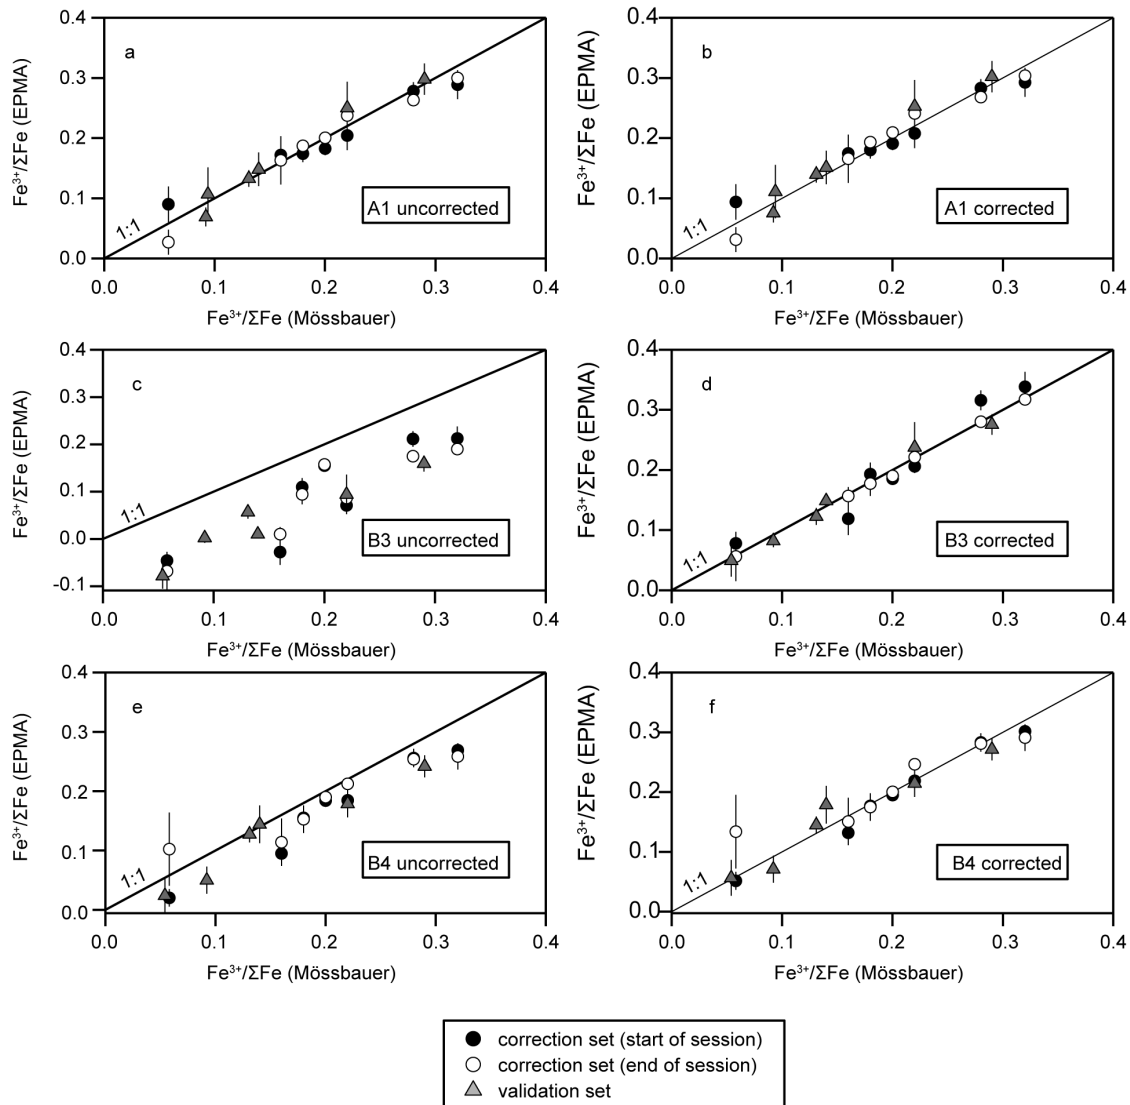 a
0.4
0.3
0.2
0.1
0.0
Fe³⁺/ΣFe (EPMA)
1:1
A1 uncorrected
0.0 0.1 0.2 0.3 0.4
Fe³⁺/ΣFe (Mössbauer)
b
0.4
0.3
0.2
0.1
0.0
Fe³⁺/ΣFe (EPMA)
1:1
A1 corrected
0.0 0.1 0.2 0.3 0.4
Fe³⁺/ΣFe (Mössbauer)
c
0.4
0.3
0.2
0.1
0.0
-0.1
Fe³⁺/ΣFe (EPMA)
1:1
B3 uncorrected
0.0 0.1 0.2 0.3 0.4
Fe³⁺/ΣFe (Mössbauer)
d
0.4
0.3
0.2
0.1
0.0
Fe³⁺/ΣFe (EPMA)
1:1
B3 corrected
0.0 0.1 0.2 0.3 0.4
Fe³⁺/ΣFe (Mössbauer)
e
0.4
0.3
0.2
0.1
0.0
Fe³⁺/ΣFe (EPMA)
1:1
B4 uncorrected
0.0 0.1 0.2 0.3 0.4
Fe³⁺/ΣFe (Mössbauer)
f
0.4
0.3
0.2
0.1
0.0
Fe³⁺/ΣFe (EPMA)
1:1
B4 corrected
0.0 0.1 0.2 0.3 0.4
Fe³⁺/ΣFe (Mössbauer)
correction set (start of session)
correction set (end of session)
validation set